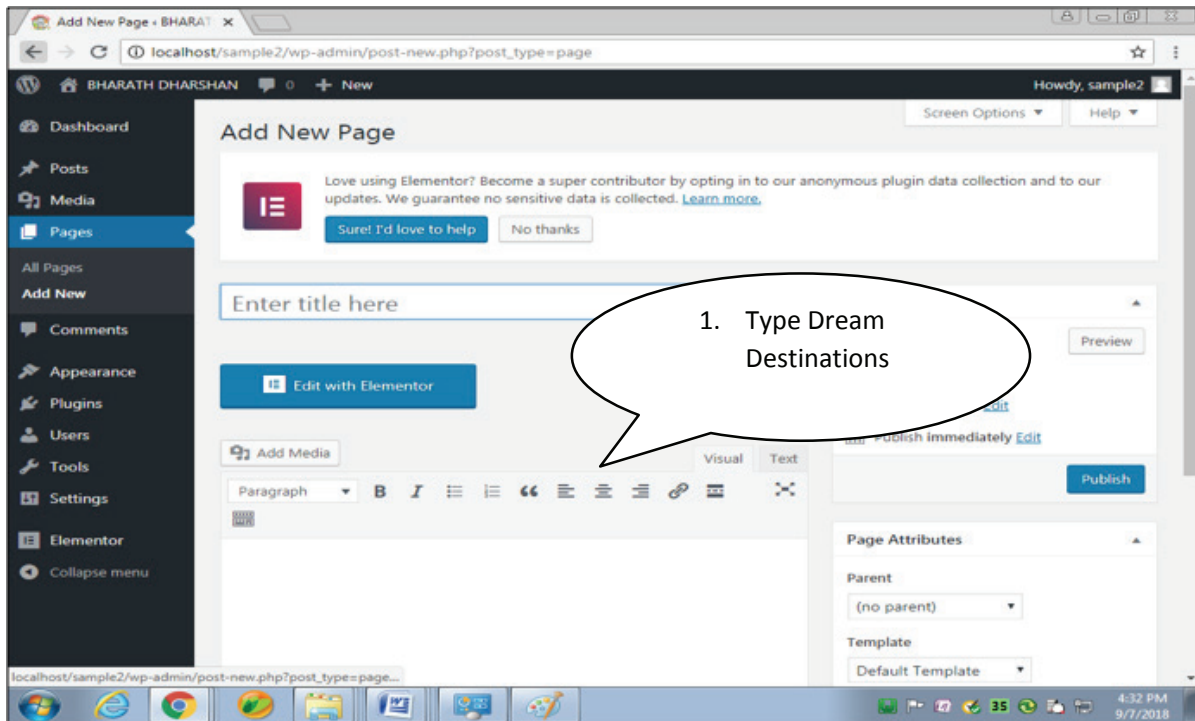 Add New Page ‹ BHARAT
localhost/sample2/wp-admin/post-new.php?post_type=page
BHARATH DHARSHAN 0 + New Howdy, sample2
Screen Options Help
Dashboard
Posts
Media
Pages
All Pages
Add New
Comments
Appearance
Plugins
Users
Tools
Settings
Elementor
Collapse menu
Add New Page
Love using Elementor? Become a super contributor by opting in to our anonymous plugin data collection and to our
updates. We guarantee no sensitive data is collected. Learn more.
Sure! I'd love to help No thanks
Enter title here
1. Type Dream
Destinations
Edit with Elementor
Add Media
Visual Text
Paragraph B I
Preview
Edit
Publish immediately Edit
Publish
Page Attributes
Parent
(no parent)
Template
Default Template
localhost/sample2/wp-admin/post-new.php?post_type=page...
35
4:32 PM
9/7/2018